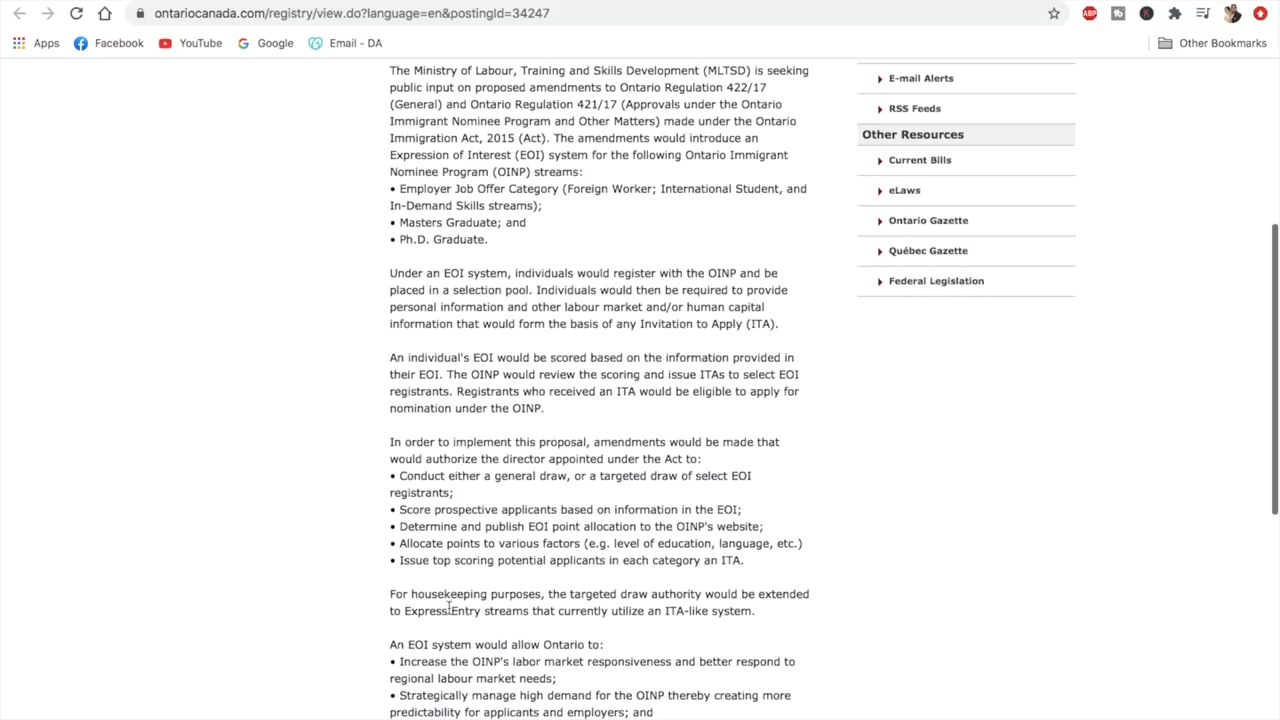 ontariocanada.com/registry/view.do?language=en&postingId=34247
ABP
Apps Facebook YouTube Google Email - DA Other Bookmarks
The Ministry of Labour, Training and Skills Development (MLTSD) is seeking
public input on proposed amendments to Ontario Regulation 422/17
(General) and Ontario Regulation 421/17 (Approvals under the Ontario
Immigrant Nominee Program and Other Matters) made under the Ontario
Immigration Act, 2015 (Act). The amendments would introduce an
Expression of Interest (EOI) system for the following Ontario Immigrant
Nominee Program (OINP) streams:
• Employer Job Offer Category (Foreign Worker; International Student, and
In-Demand Skills streams);
• Masters Graduate; and
• Ph.D. Graduate.
Under an EOI system, individuals would register with the OINP and be
placed in a selection pool. Individuals would then be required to provide
personal information and other labour market and/or human capital
information that would form the basis of any Invitation to Apply (ITA).
An individual's EOI would be scored based on the information provided in
their EOI. The OINP would review the scoring and issue ITAs to select EOI
registrants. Registrants who received an ITA would be eligible to apply for
nomination under the OINP.
In order to implement this proposal, amendments would be made that
would authorize the director appointed under the Act to:
• Conduct either a general draw, or a targeted draw of select EOI
registrants;
• Score prospective applicants based on information in the EOI;
• Determine and publish EOI point allocation to the OINP's website;
• Allocate points to various factors (e.g. level of education, language, etc.)
• Issue top scoring potential applicants in each category an ITA.
For housekeeping purposes, the targeted draw authority would be extended
to Express Entry streams that currently utilize an ITA-like system.
An EOI system would allow Ontario to:
• Increase the OINP's labor market responsiveness and better respond to
regional labour market needs;
• Strategically manage high demand for the OINP thereby creating more
predictability for applicants and employers; and
E-mail Alerts
RSS Feeds
Other Resources
Current Bills
eLaws
Ontario Gazette
Québec Gazette
Federal Legislation